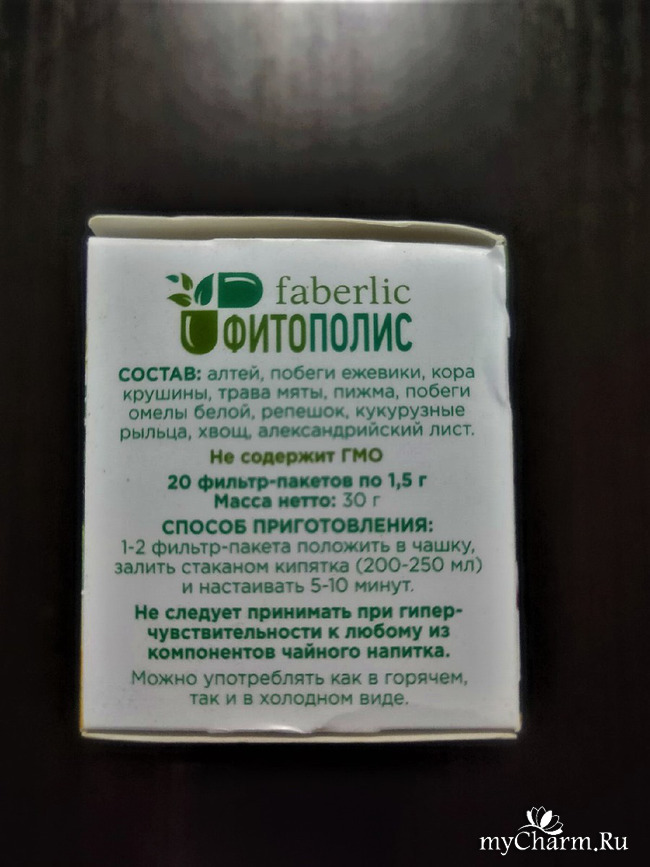 faberlic
ФИТОПОЛИС
СОСТАВ: алтей, побеги ежевики, кора
крушины, трава мяты, пижма, побеги
омелы белой, репешок, кукурузные
рыльца, хвощ, александрийский лист.
Не содержит ГМО
20 фильтр-пакетов по 1,5 г
Масса нетто: 30 г
СПОСОБ ПРИГОТОВЛЕНИЯ:
1-2 фильтр-пакета положить в чашку,
залить стаканом кипятка (200-250 мл)
и настаивать 5-10 минут.
Не следует принимать при гипер-
чувствительности к любому из
компонентов чайного напитка.
Можно употреблять как в горячем,
так и в холодном виде.
myCharm.Ru